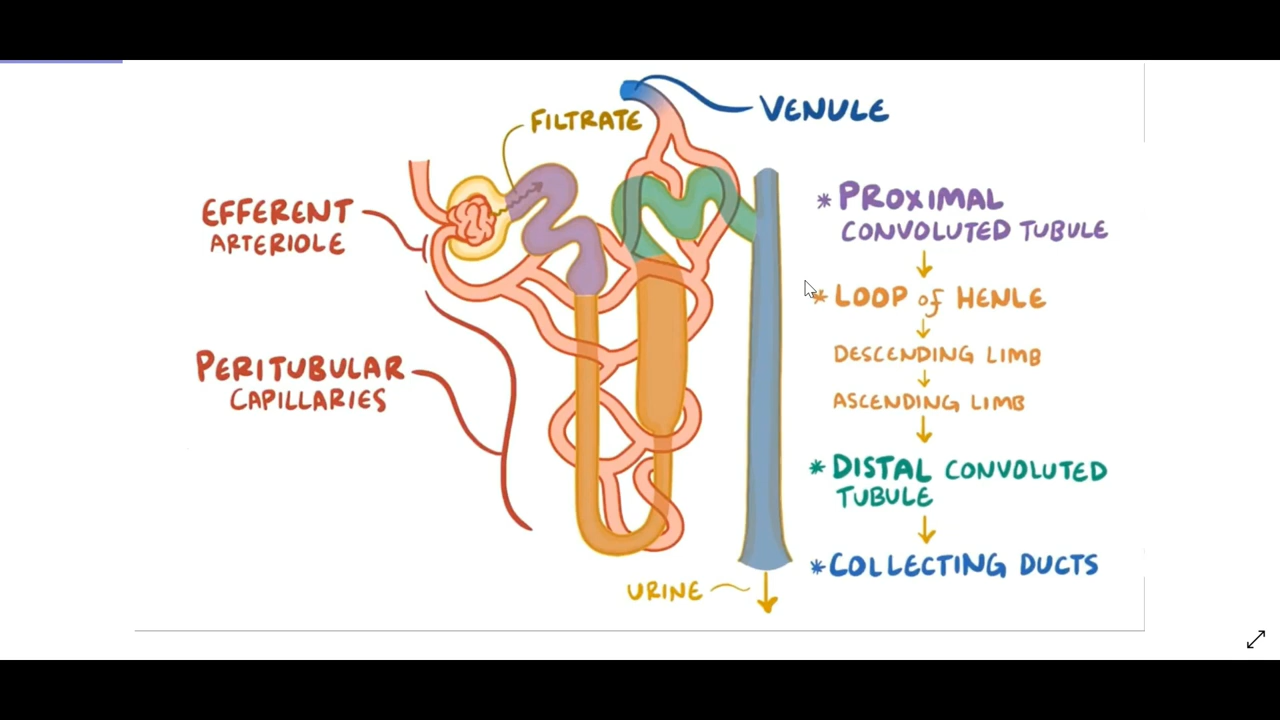 VENULE
FILTRATE
EFFERENT
ARTERIOLE
PERITUBULAR
CAPILLARIES
URINE
* PROXIMAL
CONVOLUTED TUBULE
* LOOP of HENLE
DESCENDING LIMB
ASCENDING LIMB
* DISTAL CONVOLUTED
TUBULE
* COLLECTING DUCTS